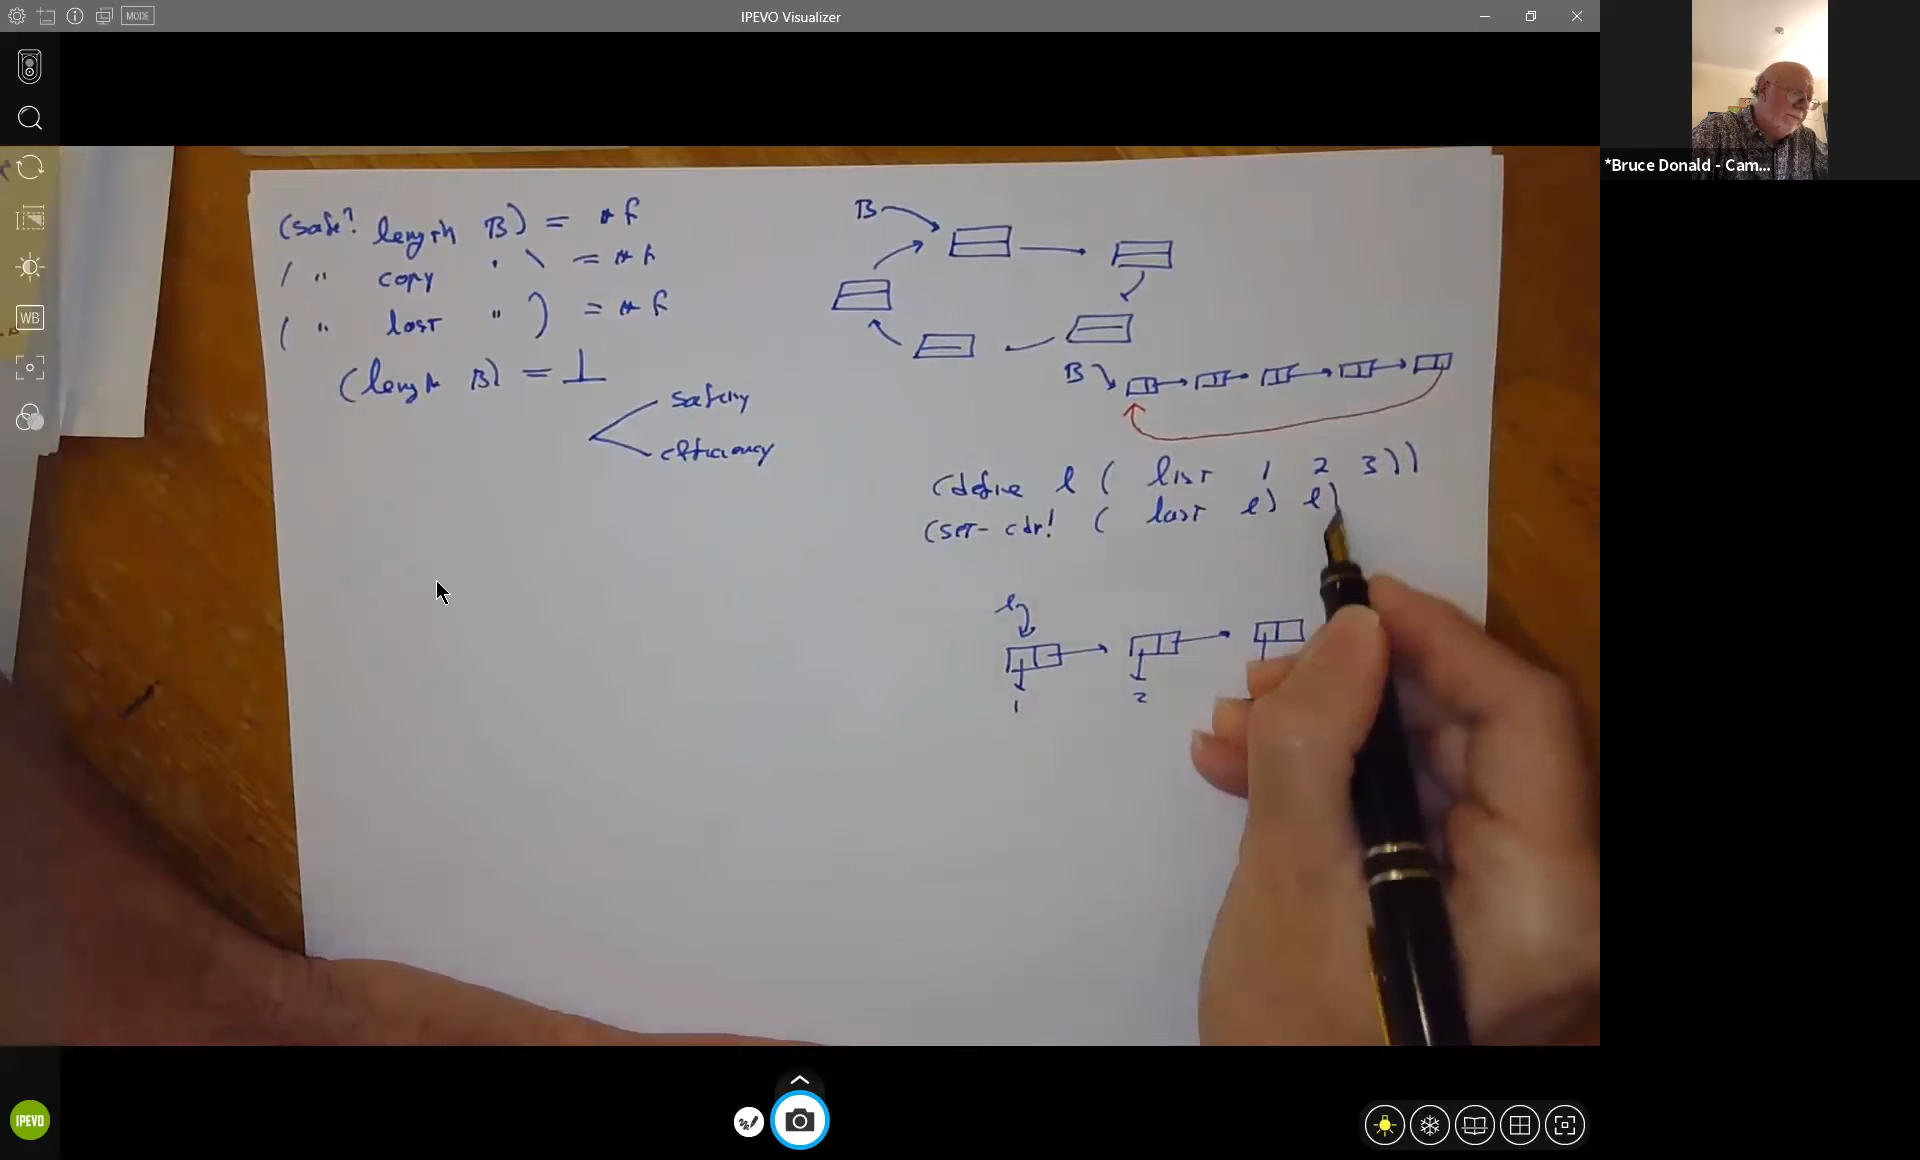 MODE
IPEVO Visualizer
*Bruce Donald - Cam...
WB
(safe? length B) = #f
( " copy " \ = #f
( " last " ) = #f
(length B) = ⊥
safety
efficiency
B
B
(define l ( list 1 2 3))
(set-cdr! ( last l) l)
l
1
2
IPEVO